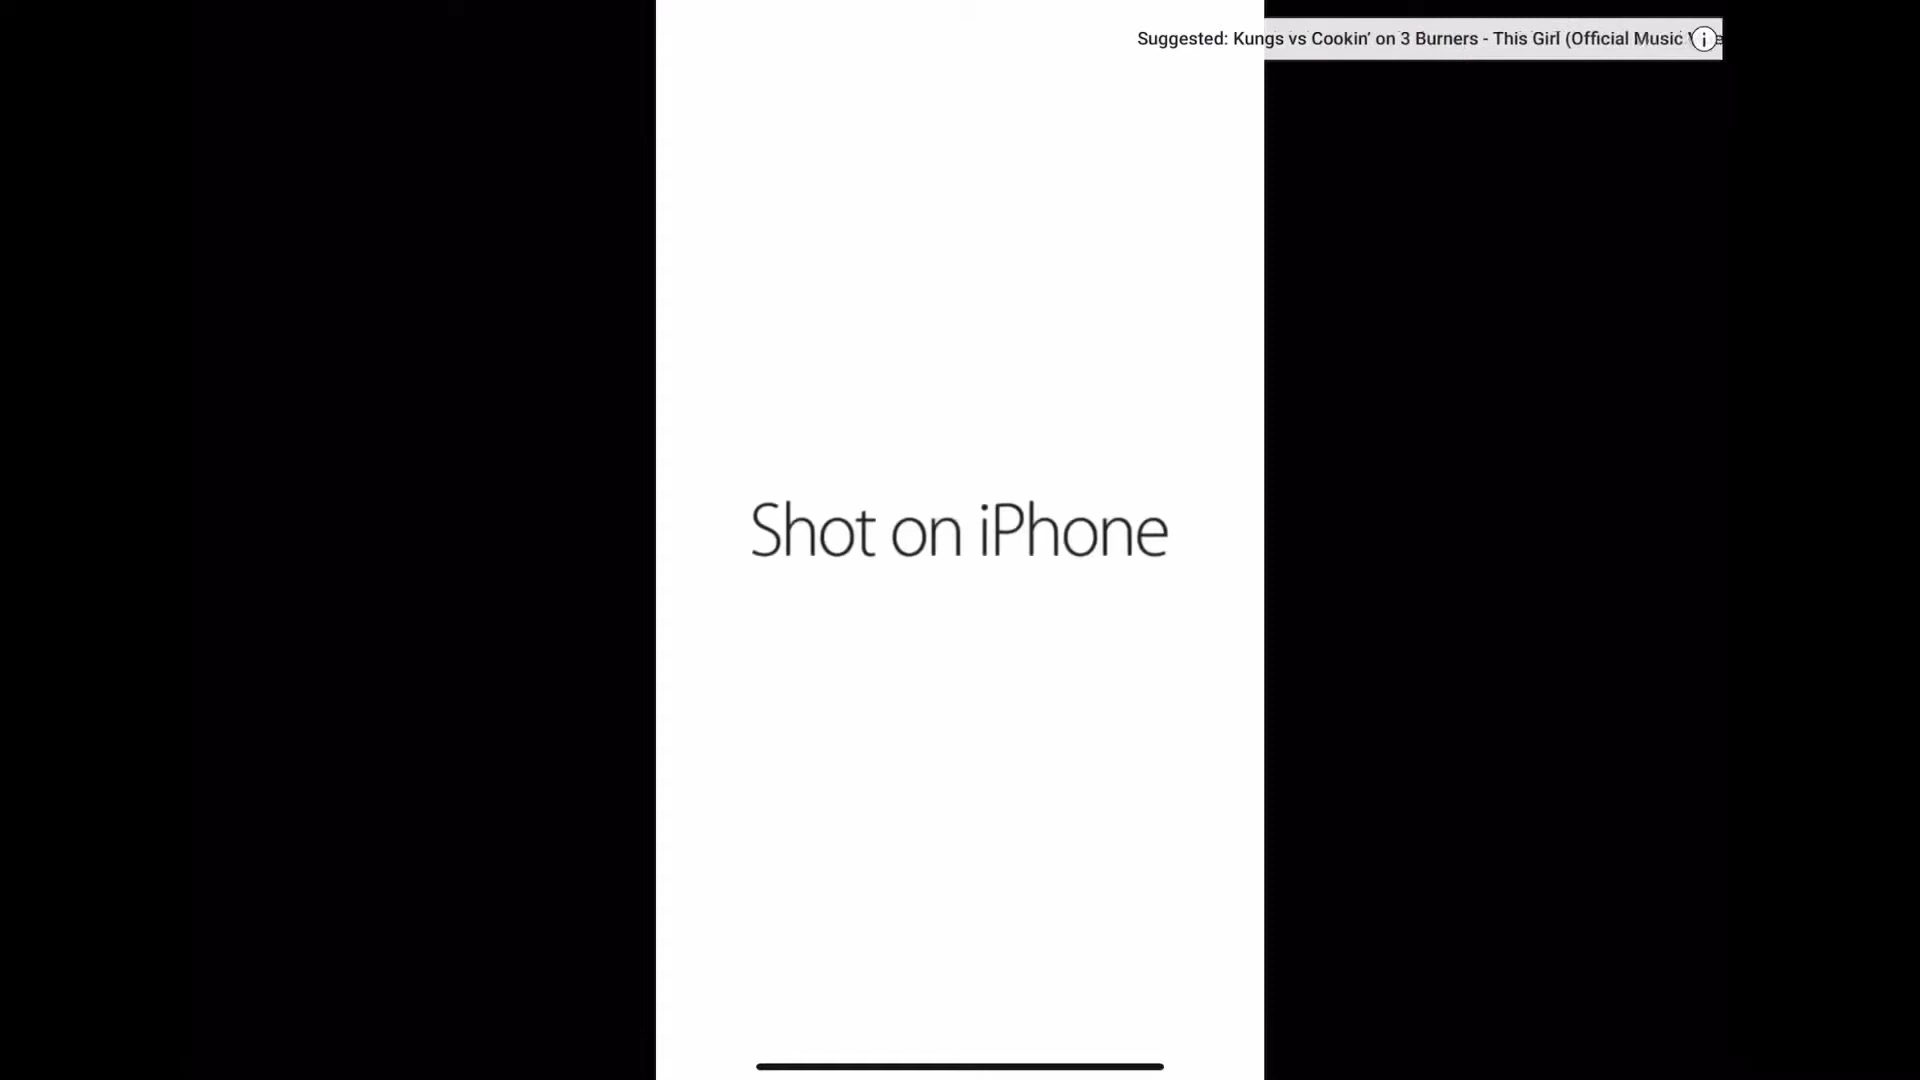 Suggested: Kungs vs Cookin’ on 3 Burners - This Girl (Official Music
Shot on iPhone